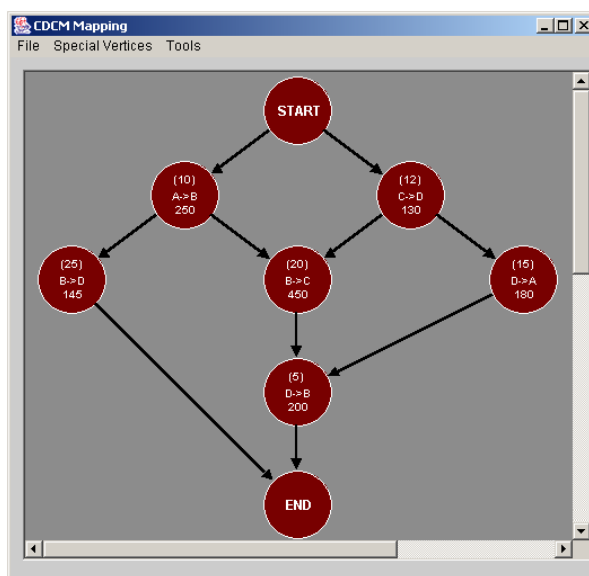 CDCM Mapping
File Special Vertices Tools
START
(10)
A->B
250
(12)
C->D
130
(25)
B->D
145
(20)
B->C
450
(15)
D->A
180
(5)
D->B
200
END